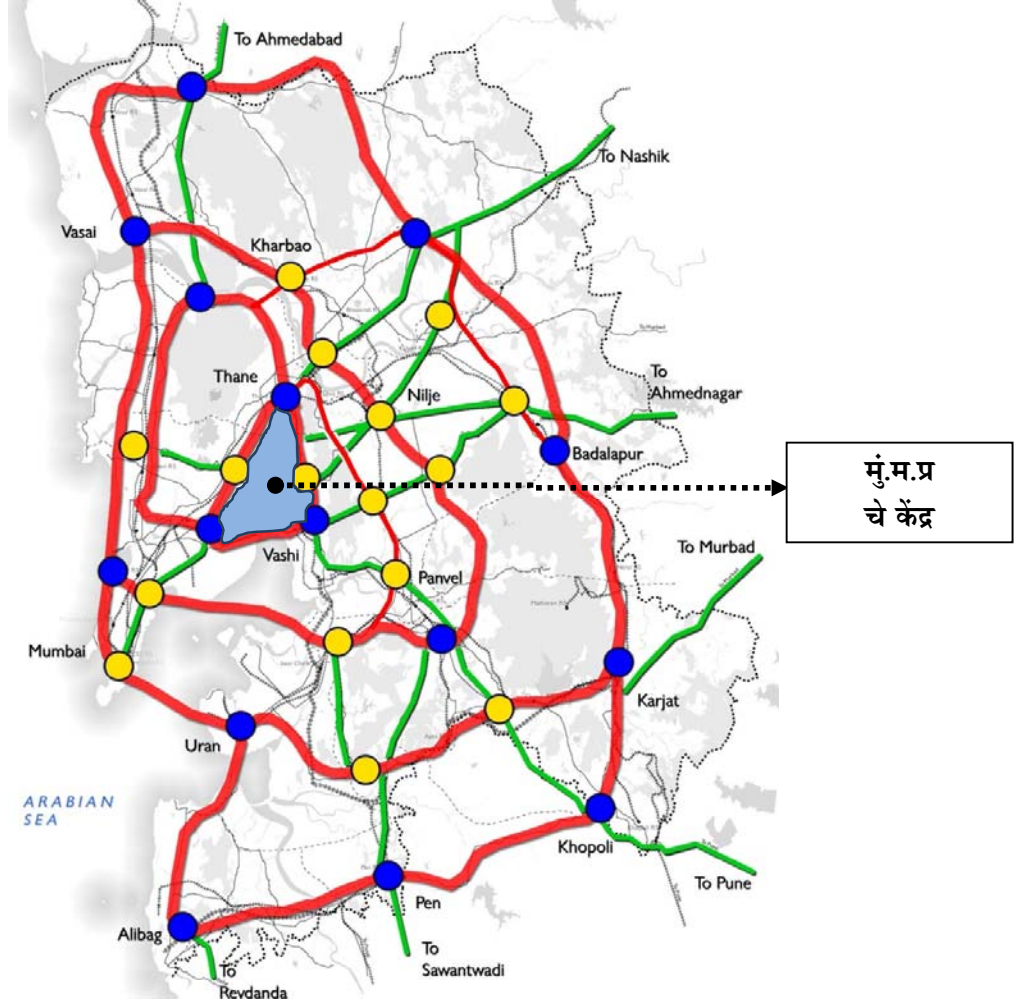 To Ahmedabad
To Nashik
Vasai
Kharbao
Thane
Nilje
To
Ahmednagar
Badalapur
मुं.म.प्र
चे केंद्र
Vashi
To Murbad
Panvel
Mumbai
Karjat
Uran
ARABIAN
SEA
Khopoli
To Pune
Pen
Alibag
To
Sawantwadi
To
Revdanda